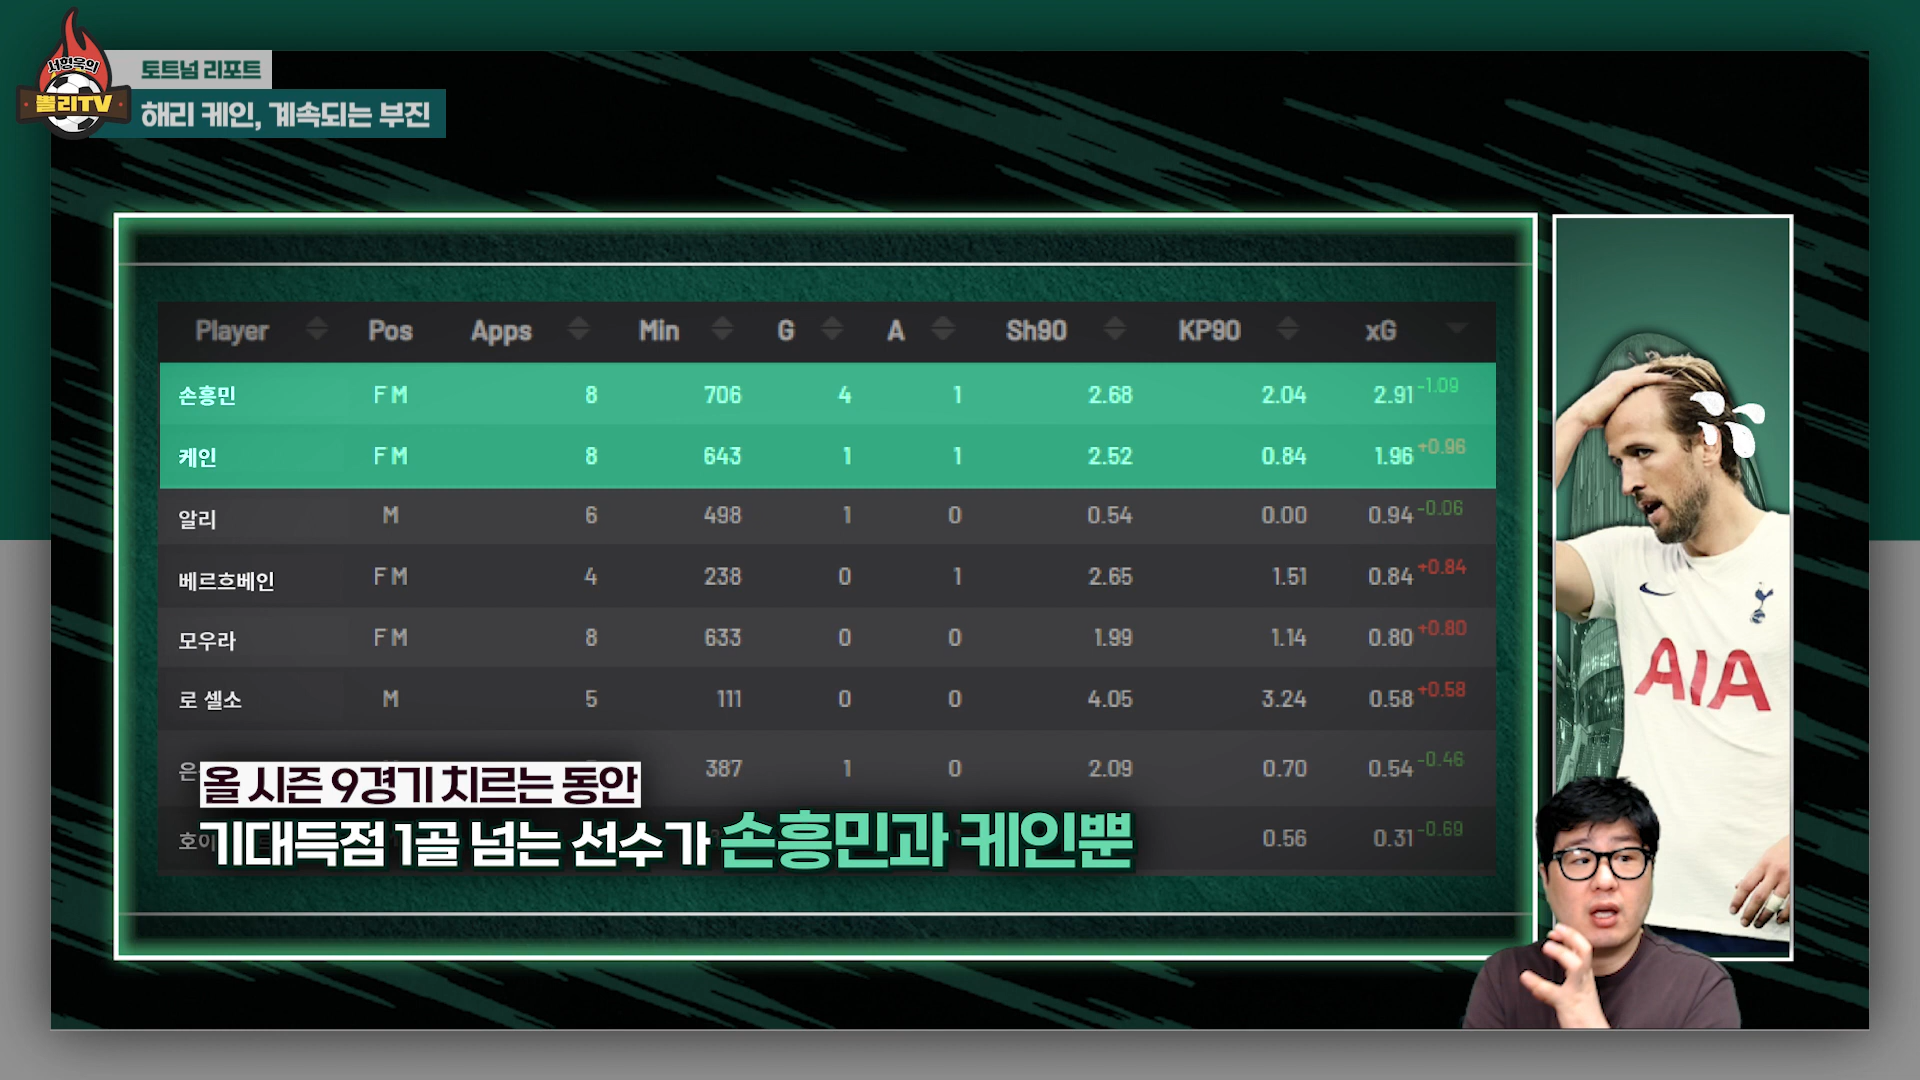 서형욱의
뽈리TV
토트넘 리포트
해리 케인, 계속되는 부진
Player Pos Apps Min G A Sh90 KP90 xG
손흥민 F M 8 706 4 1 2.68 2.04 2.91 -1.09
케인 F M 8 643 1 1 2.52 0.84 1.96 +0.96
알리 M 6 498 1 0 0.54 0.00 0.94 -0.06
베르흐베인 F M 4 238 0 1 2.65 1.51 0.84 +0.84
모우라 F M 8 633 0 0 1.99 1.14 0.80 +0.80
로 셀소 M 5 111 0 0 4.05 3.24 0.58 +0.58
은 387 1 0 2.09 0.70 0.54 -0.46
호이 0.56 0.31 -0.69
올 시즌 9경기 치르는 동안
기대득점 1골 넘는 선수가 손흥민과 케인뿐
AIA